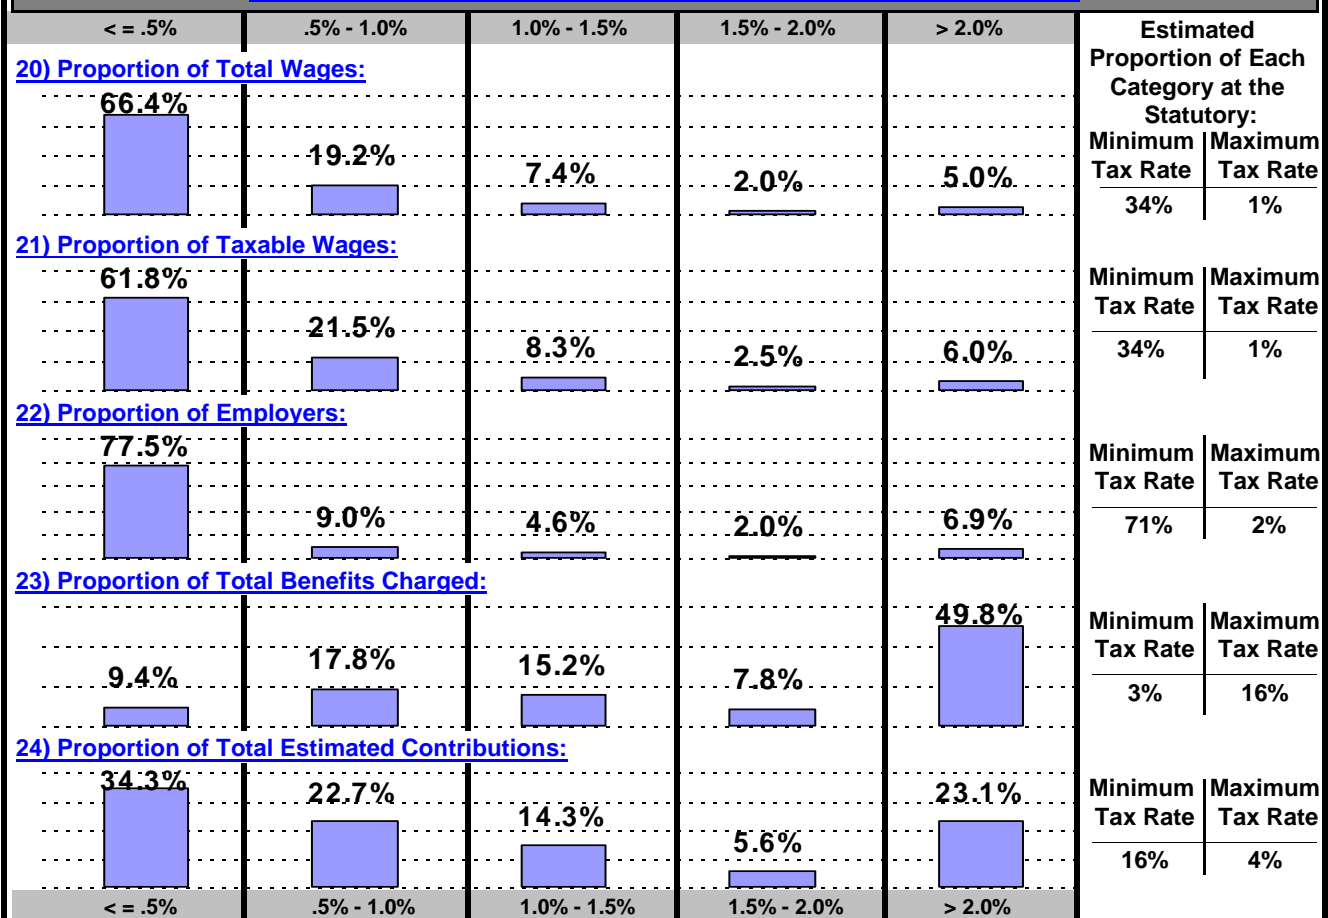 < = .5% .5% - 1.0% 1.0% - 1.5% 1.5% - 2.0% > 2.0%
Estimated
Proportion of Each
Category at the
Statutory:
20) Proportion of Total Wages:
66.4% 19.2% 7.4% 2.0% 5.0%
Minimum Maximum
Tax Rate Tax Rate
34% 1%
21) Proportion of Taxable Wages:
61.8% 21.5% 8.3% 2.5% 6.0%
Minimum Maximum
Tax Rate Tax Rate
34% 1%
22) Proportion of Employers:
77.5% 9.0% 4.6% 2.0% 6.9%
Minimum Maximum
Tax Rate Tax Rate
71% 2%
23) Proportion of Total Benefits Charged:
9.4% 17.8% 15.2% 7.8% 49.8%
Minimum Maximum
Tax Rate Tax Rate
3% 16%
24) Proportion of Total Estimated Contributions:
34.3% 22.7% 14.3% 5.6% 23.1%
Minimum Maximum
Tax Rate Tax Rate
16% 4%
< = .5% .5% - 1.0% 1.0% - 1.5% 1.5% - 2.0% > 2.0%